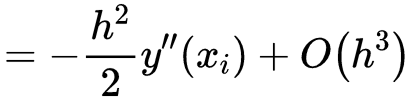 = -\frac{h^2}{2} y''(x_i) + O(h^3)